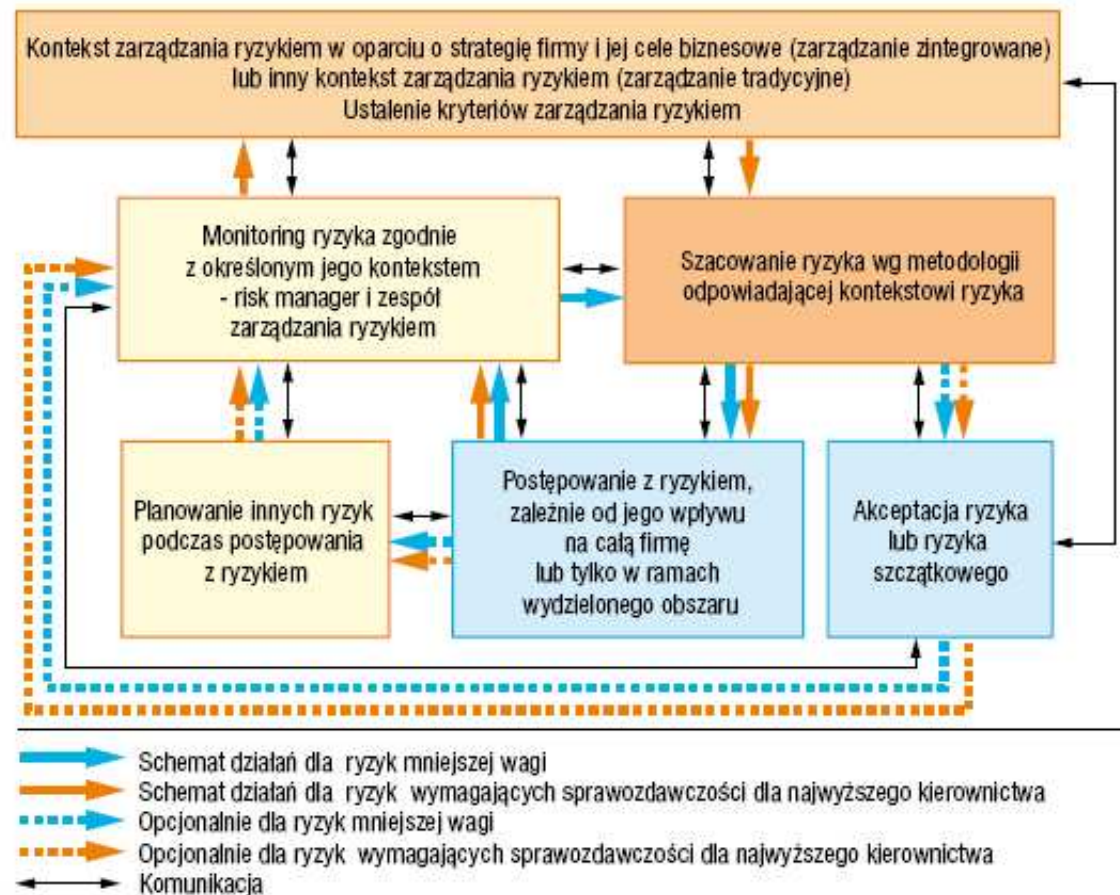 Kontekst zarządzania ryzykiem w oparciu o strategię firmy i jej cele biznesowe (zarządzanie zintegrowane)
lub inny kontekst zarządzania ryzykiem (zarządzanie tradycyjne)
Ustalenie kryteriów zarządzania ryzykiem
Monitoring ryzyka zgodnie
z określonym jego kontekstem
- risk manager i zespół
zarządzania ryzykiem
Szacowanie ryzyka wg metodologii
odpowiadającej kontekstowi ryzyka
Planowanie innych ryzyk
podczas postępowania
z ryzykiem
Postępowanie z ryzykiem,
zależnie od jego wpływu
na całą firmę
lub tylko w ramach
wydzielonego obszaru
Akceptacja ryzyka
lub ryzyka
szczątkowego
Schemat działań dla ryzyk mniejszej wagi
Schemat działań dla ryzyk wymagających sprawozdawczości dla najwyższego kierownictwa
Opcjonalnie dla ryzyk mniejszej wagi
Opcjonalnie dla ryzyk wymagających sprawozdawczości dla najwyższego kierownictwa
Komunikacja